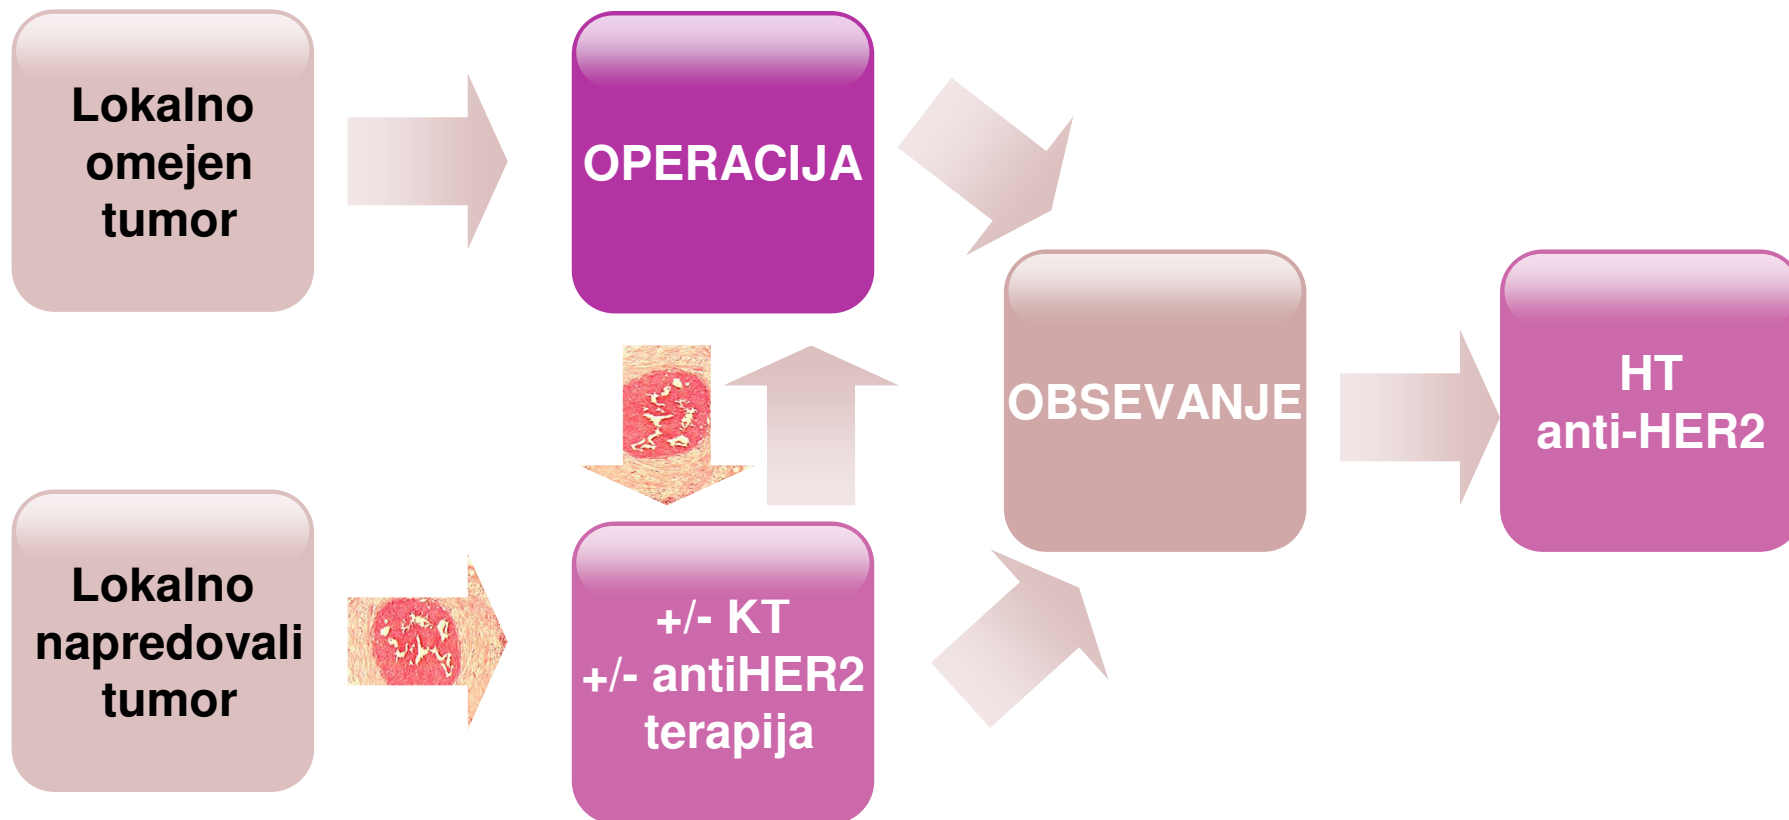 Lokalno
omejen
tumor
OPERACIJA
OBSEVANJE
HT
anti-HER2
Lokalno
napredovali
tumor
+/- KT
+/- antiHER2
terapija